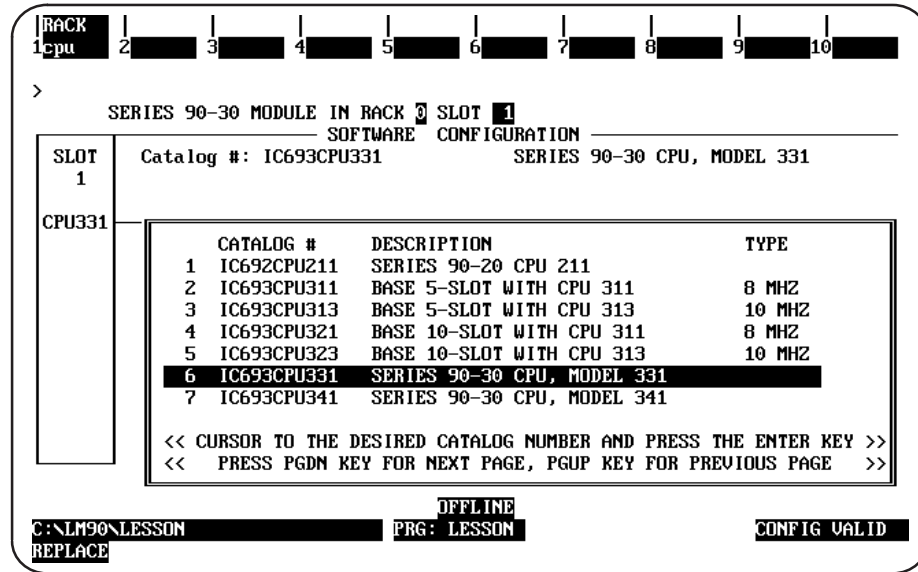 RACK
1cpu 2 3 4 5 6 7 8 9 10
>
SERIES 90-30 MODULE IN RACK 0 SLOT 1
SOFTWARE CONFIGURATION
SLOT Catalog #: IC693CPU331 SERIES 90-30 CPU, MODEL 331
1
CPU331
CATALOG # DESCRIPTION TYPE
1 IC692CPU211 SERIES 90-20 CPU 211
2 IC693CPU311 BASE 5-SLOT WITH CPU 311 8 MHZ
3 IC693CPU313 BASE 5-SLOT WITH CPU 313 10 MHZ
4 IC693CPU321 BASE 10-SLOT WITH CPU 311 8 MHZ
5 IC693CPU323 BASE 10-SLOT WITH CPU 313 10 MHZ
6 IC693CPU331 SERIES 90-30 CPU, MODEL 331
7 IC693CPU341 SERIES 90-30 CPU, MODEL 341
<< CURSOR TO THE DESIRED CATALOG NUMBER AND PRESS THE ENTER KEY >>
<< PRESS PGDN KEY FOR NEXT PAGE, PGUP KEY FOR PREVIOUS PAGE >>
OFFLINE
C:\LM90\LESSON PRG: LESSON CONFIG VALID
REPLACE